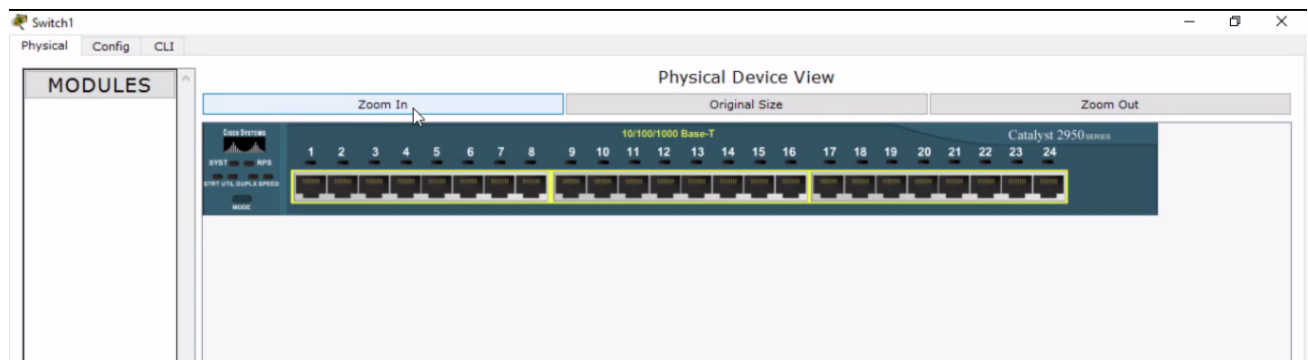 Switch1
Physical Config CLI
MODULES
Physical Device View
Zoom In Original Size Zoom Out
CISCO SYSTEMS
10/100/1000 Base-T
Catalyst 2950 SERIES
1 2 3 4 5 6 7 8 9 10 11 12 13 14 15 16 17 18 19 20 21 22 23 24
SYST RPS
STRT UTIL DUPLX SPEED
MODE